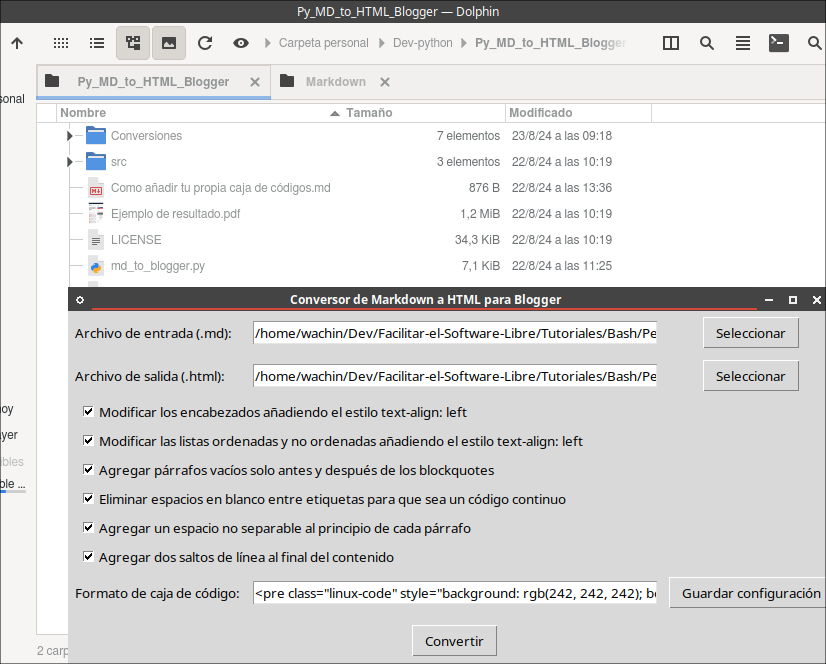 Py_MD_to_HTML_Blogger — Dolphin
Carpeta personal Dev-python Py_MD_to_HTML_Blogger
Py_MD_to_HTML_Blogger Markdown
sonal
Nombre Tamaño Modificado
Conversiones 7 elementos 23/8/24 a las 09:18
src 3 elementos 22/8/24 a las 10:19
Como añadir tu propia caja de códigos.md 876 B 22/8/24 a las 13:36
Ejemplo de resultado.pdf 1,2 MiB 22/8/24 a las 10:19
LICENSE 34,3 KiB 22/8/24 a las 10:19
md_to_blogger.py 7,1 KiB 22/8/24 a las 11:25
Conversor de Markdown a HTML para Blogger
Archivo de entrada (.md): /home/wachin/Dev/Facilitar-el-Software-Libre/Tutoriales/Bash/Pe Seleccionar
Archivo de salida (.html): /home/wachin/Dev/Facilitar-el-Software-Libre/Tutoriales/Bash/Pe Seleccionar
oy
Modificar los encabezados añadiendo el estilo text-align: left
yer
Modificar las listas ordenadas y no ordenadas añadiendo el estilo text-align: left
ibles
Agregar párrafos vacíos solo antes y después de los blockquotes
ble ...
Eliminar espacios en blanco entre etiquetas para que sea un código continuo
Agregar un espacio no separable al principio de cada párrafo
Agregar dos saltos de línea al final del contenido
Formato de caja de código: <pre class="linux-code" style="background: rgb(242, 242, 242); bo Guardar configuración
Convertir
2 carp